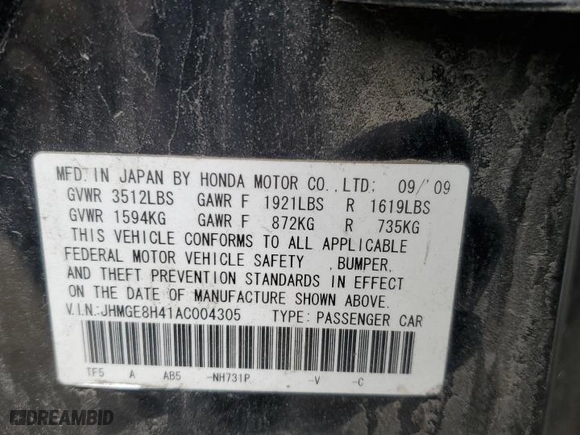 MFD. IN JAPAN BY HONDA MOTOR CO., LTD; 09/'09
GVWR 3512LBS GAWR F 1921LBS R 1619LBS
GVWR 1594KG GAWR F 872KG R 735KG
THIS VEHICLE CONFORMS TO ALL APPLICABLE
FEDERAL MOTOR VEHICLE SAFETY ,BUMPER,
AND THEFT PREVENTION STANDARDS IN EFFECT
ON DATE OF MANUFACTURE SHOWN ABOVE.
V.I.N.:JHMGE8H41AC004305 TYPE: PASSENGER CAR
TF5 A AB5 -NH731P -V -C
DREAMBID